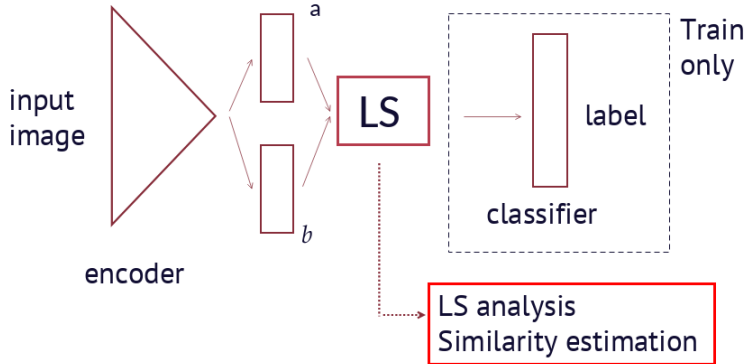 input
image
encoder
a
b
LS
label
classifier
Train
only
LS analysis
Similarity estimation